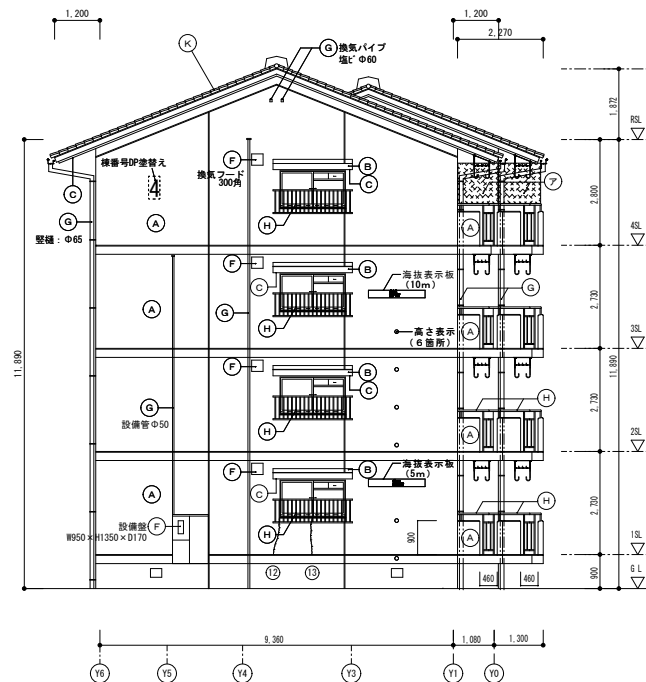 1,200
1,200
2,270
K
G 換気パイプ
塩ビ Φ60
1,872
RSL
棟番号DP塗替え
4
F
換気フード
300角
B
C
H
C
G
竪樋：Φ65
A
ア
A
2,800
4SL
F
B
C
海抜表示板
(10m)
G
A
G
H
高さ表示
(６箇所)
A
2,730
3SL
11,890
11,890
F
B
C
H
G
設備管Φ50
H
A
2,730
2SL
F
B
C
海抜表示板
(5m)
A
H
設備盤 F
W950×H1350×D170
H
900
A
2,730
1SL
12
13
460
460
900
GL
9,360
1,080
1,300
Y6
Y5
Y4
Y3
Y1
Y0